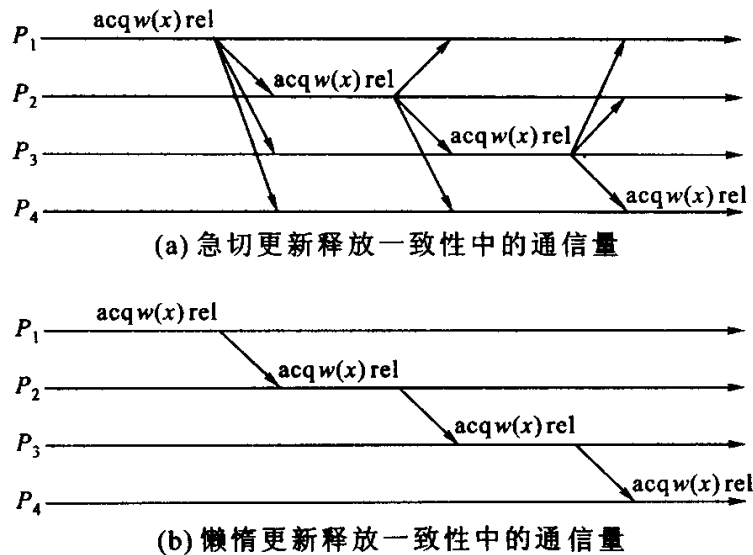 acq w(x) rel
P1
acq w(x) rel
P2
acq w(x) rel
P3
acq w(x) rel
P4
(a) 急切更新释放一致性中的通信量
acq w(x) rel
P1
acq w(x) rel
P2
acq w(x) rel
P3
acq w(x) rel
P4
(b) 懒惰更新释放一致性中的通信量